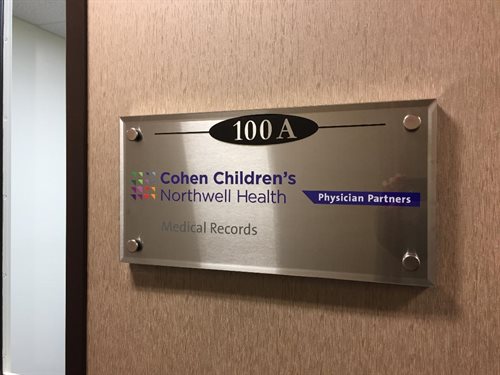 100 A
Cohen Children's
Northwell Health
Physician Partners
Medical Records